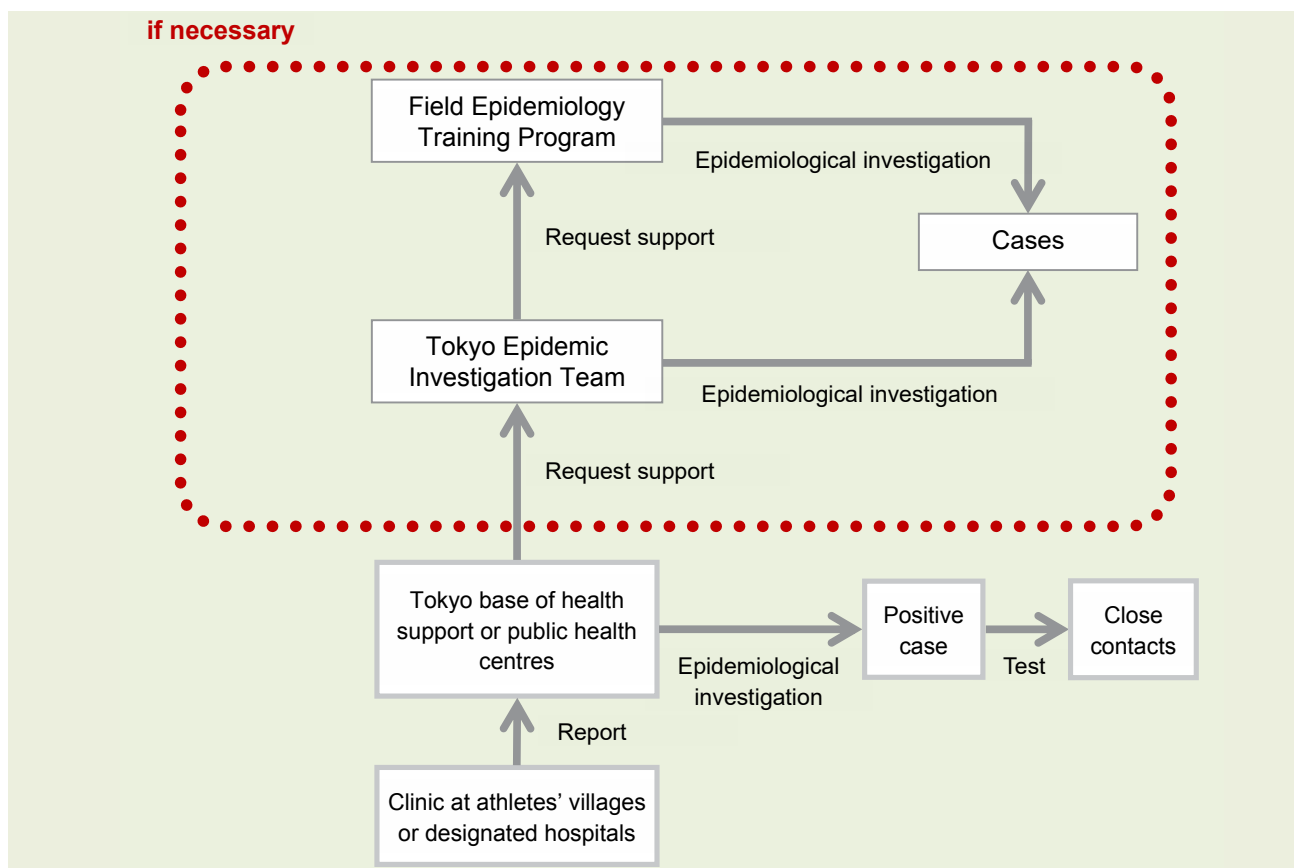 if necessary
Field Epidemiology
Training Program
Epidemiological investigation
Request support
Cases
Tokyo Epidemic
Investigation Team
Epidemiological investigation
Request support
Tokyo base of health
support or public health
centres
Epidemiological
investigation
Positive
case
Test
Close
contacts
Report
Clinic at athletes’ villages
or designated hospitals